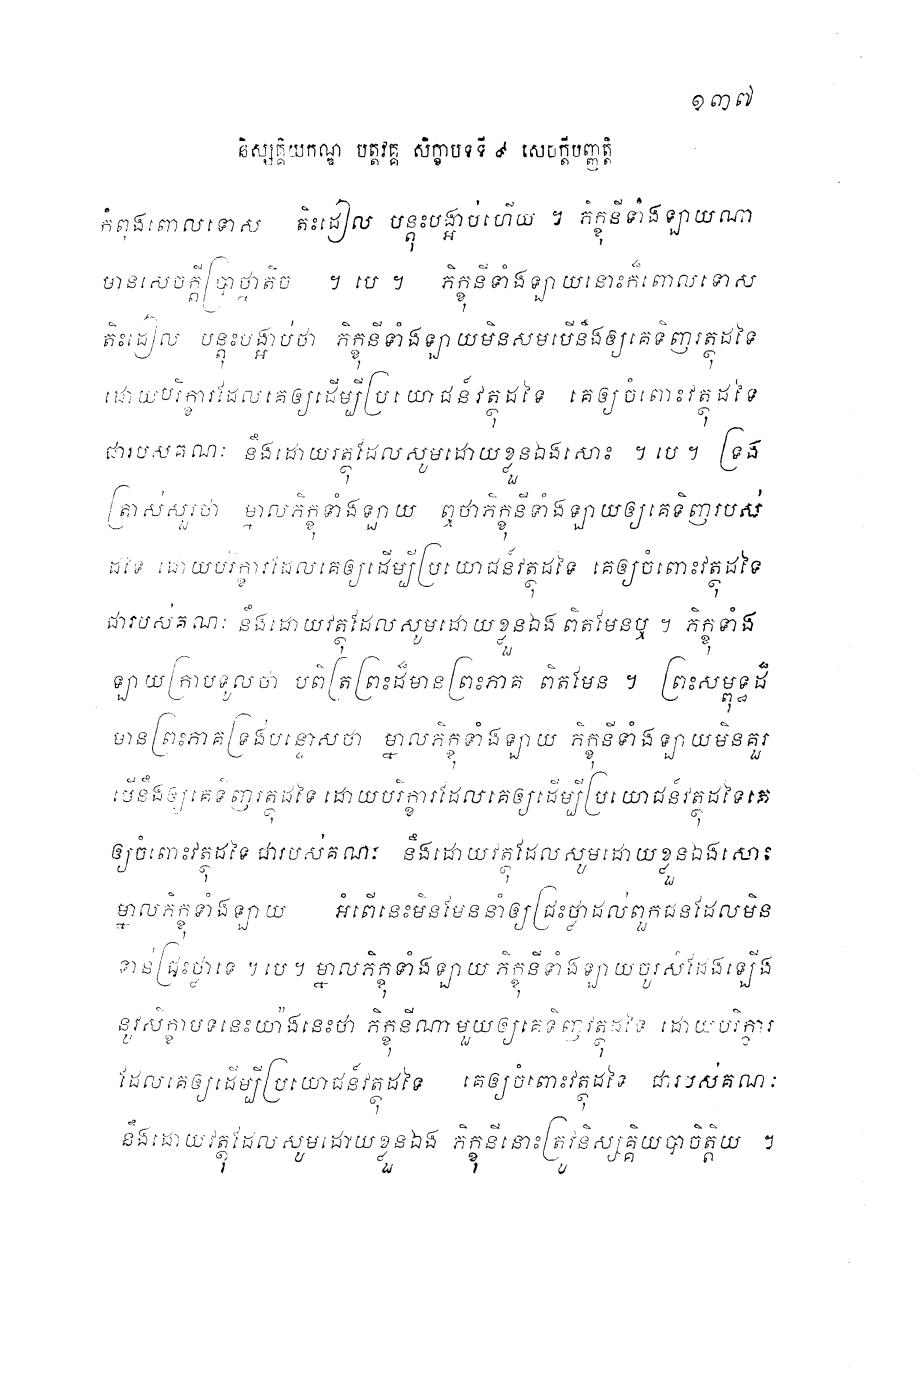 ១៣៧
និស្សគ្គិយកណ្ឌ បត្តវគ្គ សិក្ខាបទទី ៩ សេចក្តីបញ្ញត្តិ
កំពុងពោលទោស តិះដៀល បន្តុះបង្អាប់ហើយ ។ ភិក្ខុនីទាំងឡាយណា
មានសេចក្តីប្រាថ្នាតិច ។ បេ ។ ភិក្ខុនីទាំងឡាយនោះក៏ពោលទោស
តិះដៀល បន្តុះបង្អាប់ថា ភិក្ខុនីទាំងឡាយមិនសមបើនឹងឲ្យគេទិញវត្ថុដទៃ
ដោយបរិក្ខារដែលគេឲ្យដើម្បីប្រយោជន៍វត្ថុដទៃ គេឲ្យចំពោះវត្ថុដទៃ
ជារបស់គណៈ នឹងដោយវត្ថុដែលសូមដោយខ្លួនឯងសោះ ។ បេ ។ ទ្រង់
ត្រាស់សួរថា ម្នាលភិក្ខុទាំងឡាយ ឮថាភិក្ខុនីទាំងឡាយឲ្យគេទិញរបស់
ដទៃ ដោយបរិក្ខារដែលគេឲ្យដើម្បីប្រយោជន៍វត្ថុដទៃ គេឲ្យចំពោះវត្ថុដទៃ
ជារបស់គណៈ នឹងដោយវត្ថុដែលសូមដោយខ្លួនឯង ពិតមែនឬ ។ ភិក្ខុទាំង
ឡាយក្រាបទូលថា បពិត្រព្រះដ៏មានព្រះភាគ ពិតមែន ។ ព្រះសម្ពុទ្ធដ៏
មានព្រះភាគទ្រង់បន្ទោសថា ម្នាលភិក្ខុទាំងឡាយ ភិក្ខុនីទាំងឡាយមិនគួរ
បើនឹងឲ្យគេទិញវត្ថុដទៃ ដោយបរិក្ខារដែលគេឲ្យដើម្បីប្រយោជន៍វត្ថុដទៃគេ
ឲ្យចំពោះវត្ថុដទៃ ជារបស់គណៈ នឹងដោយវត្ថុដែលសូមដោយខ្លួនឯងសោះ
ម្នាលភិក្ខុទាំងឡាយ អំពើនេះមិនមែននាំឲ្យជ្រះថ្លាដល់ពួកជនដែលមិន
ទាន់ជ្រះថ្លាទេ ។ បេ ។ ម្នាលភិក្ខុទាំងឡាយ ភិក្ខុនីទាំងឡាយចូរសំដែងឡើង
នូវសិក្ខាបទនេះយ៉ាងនេះថា ភិក្ខុនីណាមួយឲ្យគេទិញវត្ថុដទៃ ដោយបរិក្ខារ
ដែលគេឲ្យដើម្បីប្រយោជន៍វត្ថុដទៃ គេឲ្យចំពោះវត្ថុដទៃ ជារបស់គណៈ
នឹងដោយវត្ថុដែលសូមដោយខ្លួនឯង ភិក្ខុនីនោះត្រូវនិស្សគ្គិយបាចិត្តិយ ។